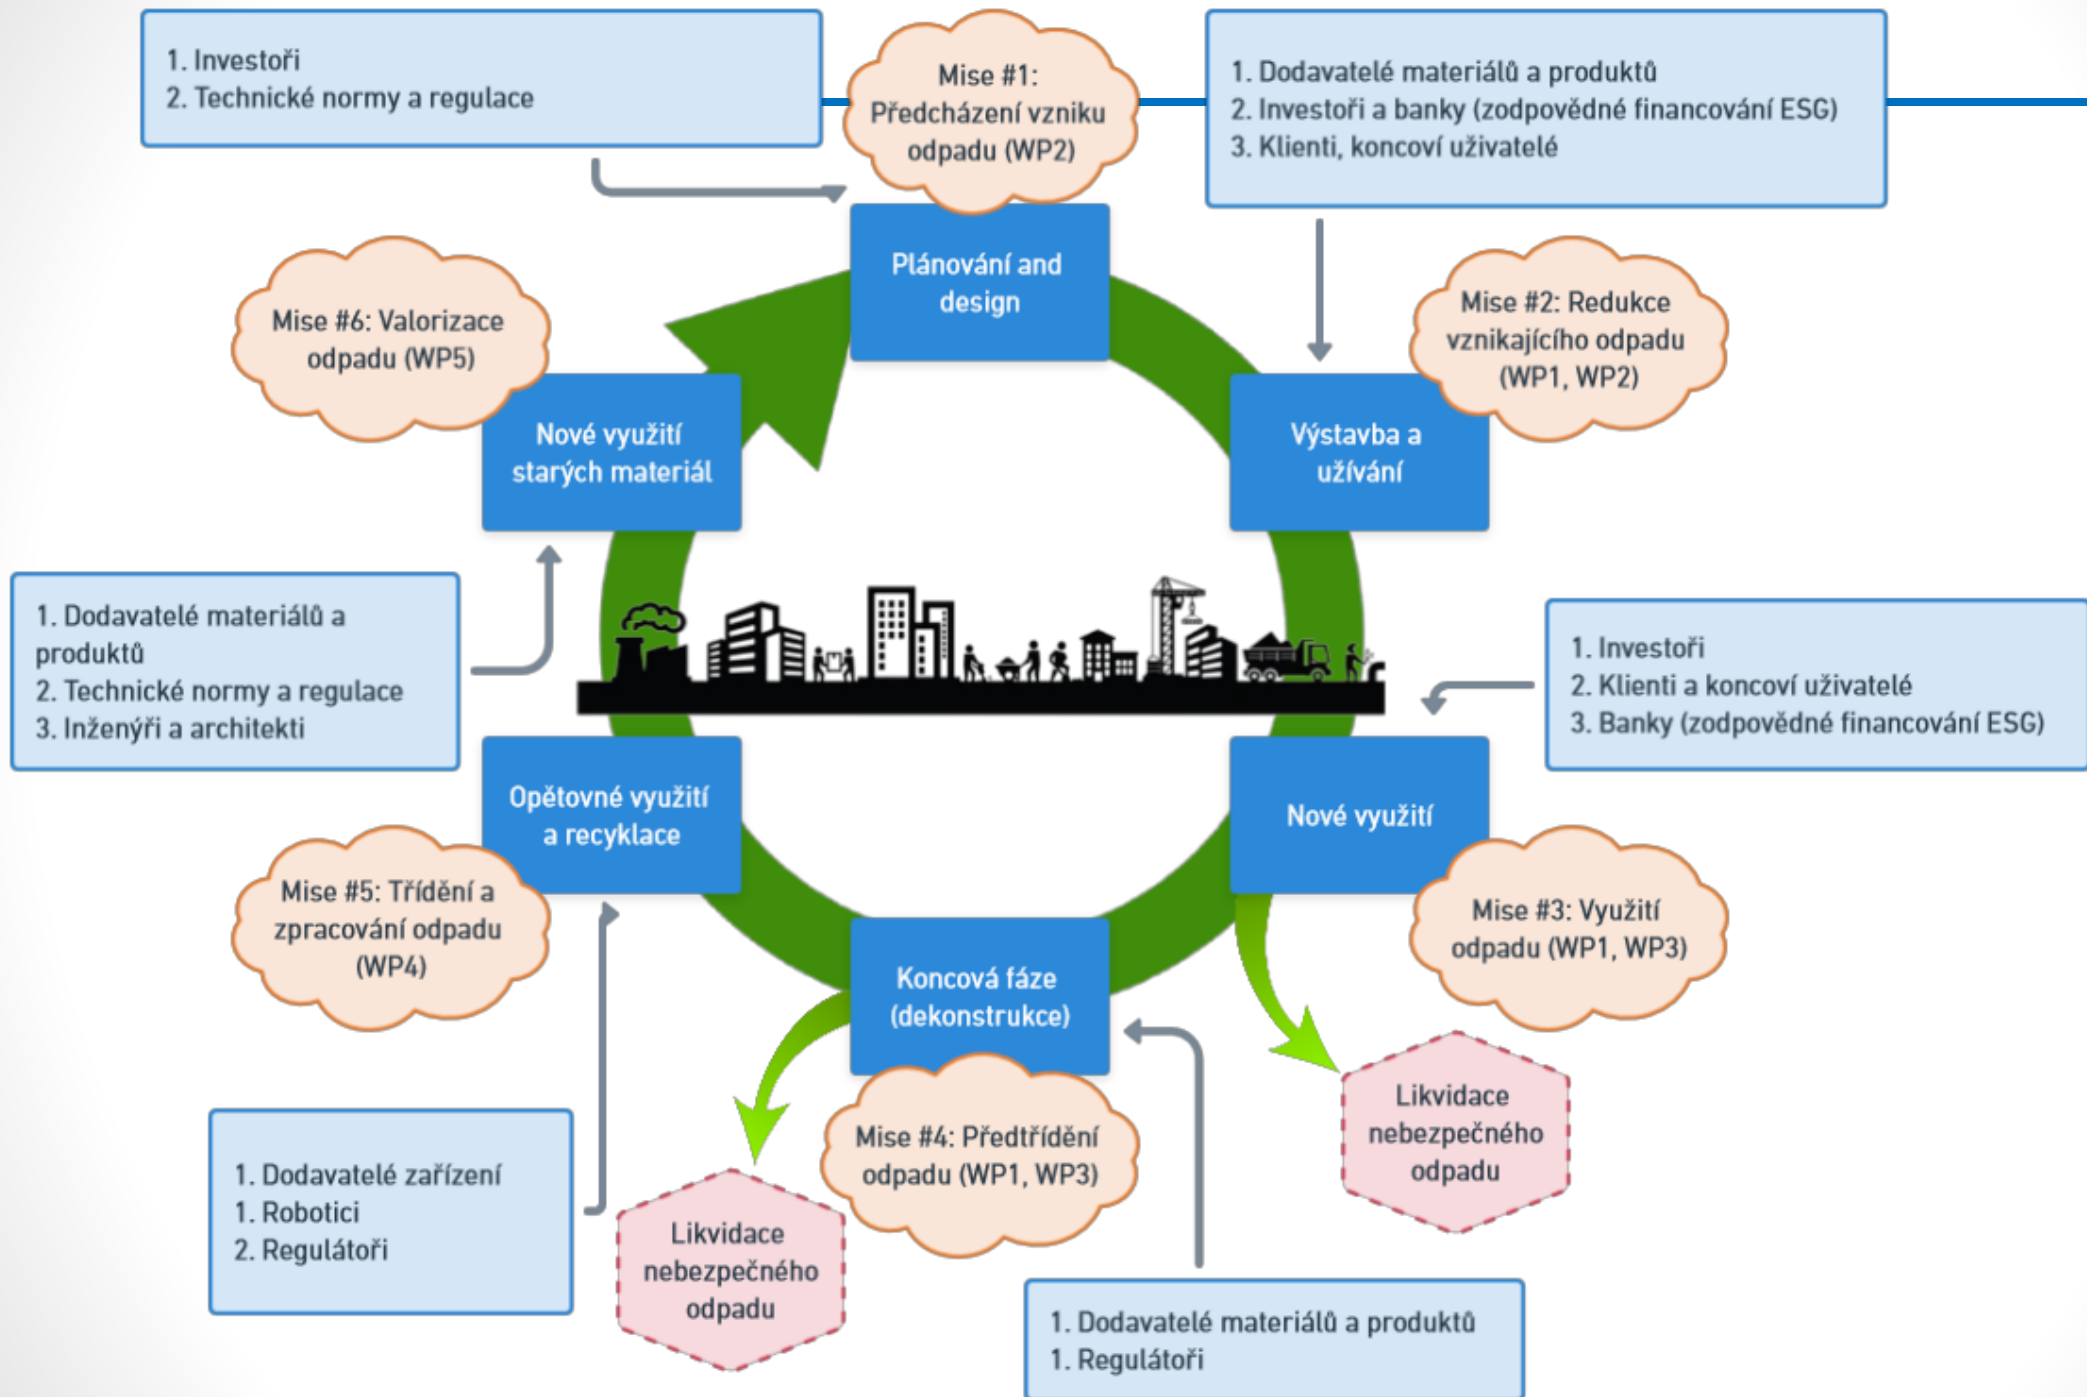 1. Investoři
2. Technické normy a regulace
Mise #1:
Předcházení vzniku
odpadu (WP2)
1. Dodavatelé materiálů a produktů
2. Investoři a banky (zodpovědné financování ESG)
3. Klienti, koncoví uživatelé
Plánování and
design
Mise #6: Valorizace
odpadu (WP5)
Mise #2: Redukce
vznikajícího odpadu
(WP1, WP2)
Nové využití
starých materiál
Výstavba a
užívání
1. Dodavatelé materiálů a
produktů
2. Technické normy a regulace
3. Inženýři a architekti
1. Investoři
2. Klienti a koncoví uživatelé
3. Banky (zodpovědné financování ESG)
Opětovné využití
a recyklace
Nové využití
Mise #5: Třídění a
zpracování odpadu
(WP4)
Mise #3: Využití
odpadu (WP1, WP3)
Koncová fáze
(dekonstrukce)
Mise #4: Předtřídění
odpadu (WP1, WP3)
Likvidace
nebezpečného
odpadu
1. Dodavatelé zařízení
1. Robotici
2. Regulátoři
Likvidace
nebezpečného
odpadu
1. Dodavatelé materiálů a produktů
1. Regulátoři